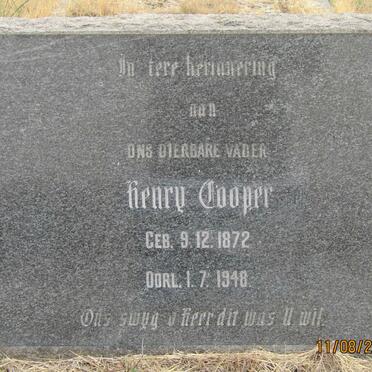 In tere herinnering
aan
ONS DIERBARE VADER
Henry Cooper
GEB. 9.12.1872
OORL. 1.7.1948.
Ons swyg o Heer dit was U wil.
11/08/2